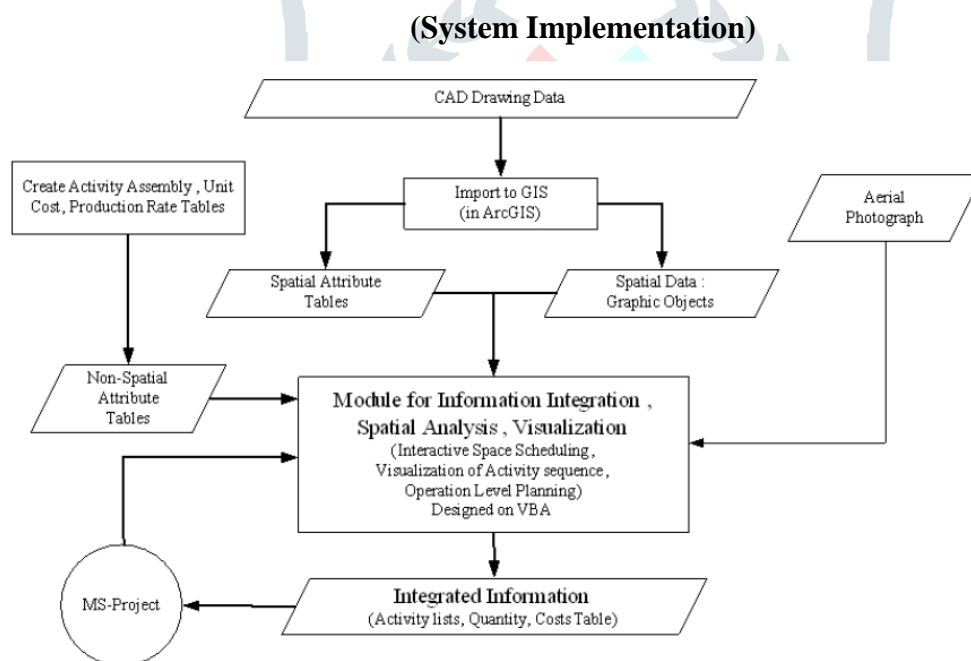 (System Implementation)
CAD Drawing Data
Create Activity Assembly , Unit
Cost, Production Rate Tables
Import to GIS
(in ArcGIS)
Aerial
Photograph
Spatial Attribute
Tables
Spatial Data :
Graphic Objects
Non-Spatial
Attribute
Tables
Module for Information Integration ,
Spatial Analysis , Visualization
(Interactive Space Scheduling ,
Visualization of Activity sequence ,
Operation Level Planning)
Designed on VBA
MS-Project
Integrated Information
(Activity lists, Quantity, Costs Table)